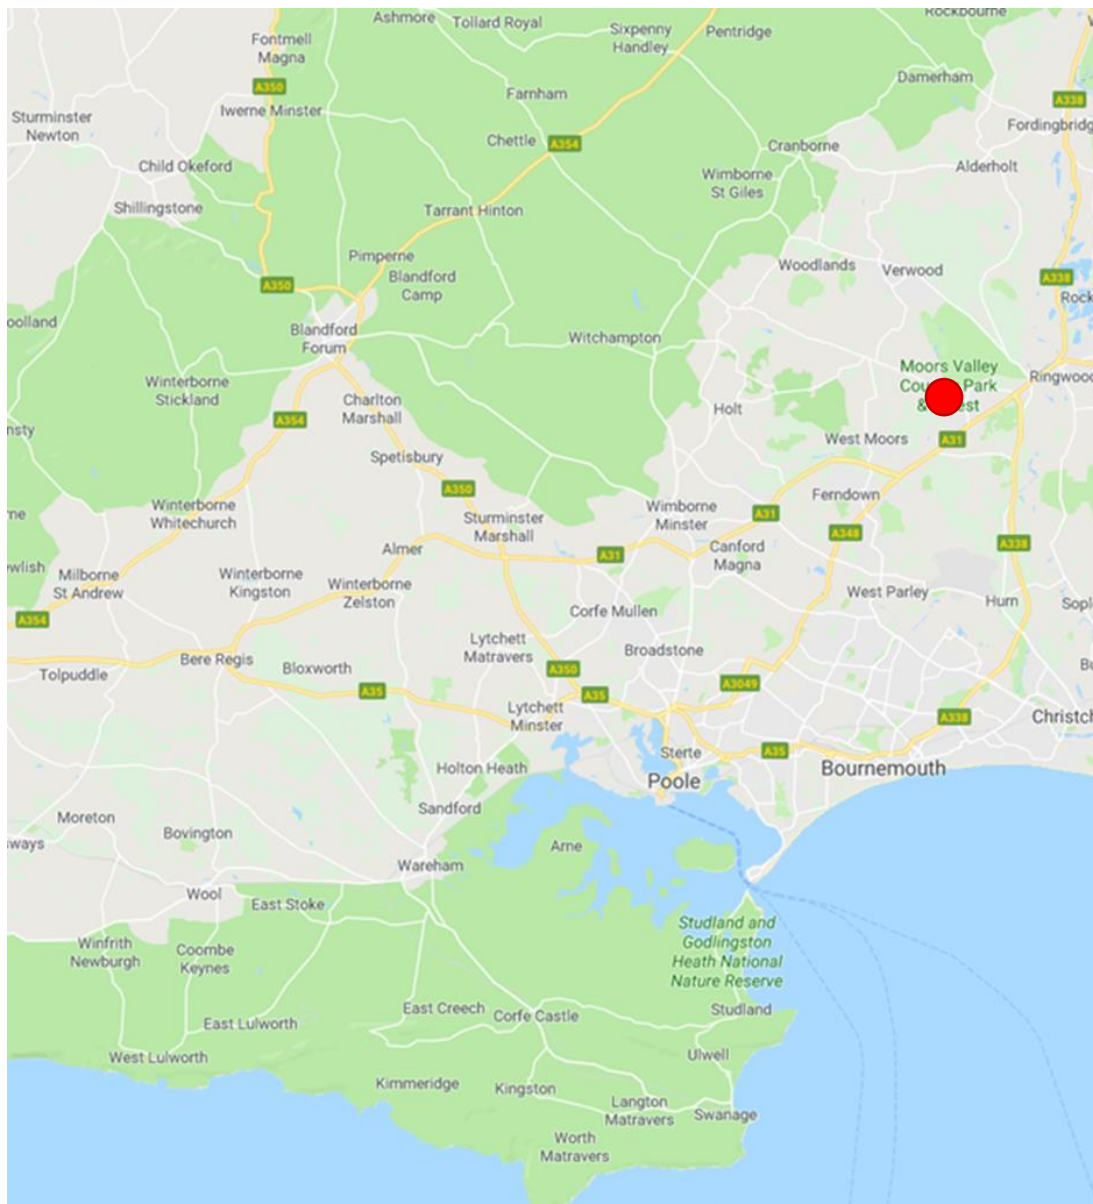 Ashmore
Tollard Royal
Sixpenny
Handley
Pentridge
Fontmell
Magna
A350
Iwerne Minster
Farnham
Damerham
A338
Sturminster
Newton
Fordingbridg
Chettle
A354
Cranborne
Child Okeford
Wimborne
St Giles
Alderholt
Shillingstone
Tarrant Hinton
Pimperne
Blandford
Camp
Woodlands
Verwood
A350
A338
Rock
oolland
Blandford
Forum
Witchampton
Moors Valley
Park
Winterborne
Stickland
Ringwood
Charlton
Marshall
Holt
A354
nsty
West Moors
A31
Spetisbury
A350
Ferndown
Winterborne
Whitechurch
Sturminster
Marshall
Wimborne
Minster
A31
A348
A338
ne
Almer
A31
Canford
Magna
ewlish
Milborne
St Andrew
Winterborne
Kingston
Winterborne
Zelston
West Parley
Hurn
Sople
A354
Corfe Mullen
Lytchett
Matravers
Broadstone
Tolpuddle
Bere Regis
Bloxworth
A350
A35
A35
A3049
Lytchett
Minster
A338
Christch
Sterte
A35
Holton Heath
Poole
Bournemouth
Sandford
Moreton
Bovington
ways
Arne
Wareham
Wool
East Stoke
Winfrith
Newburgh
Coombe
Keynes
Studland and
Godlingston
Heath National
Nature Reserve
East Creech
Corfe Castle
Studland
East Lulworth
West Lulworth
Ulwell
Kimmeridge
Kingston
Langton
Matravers
Swanage
Worth
Matravers